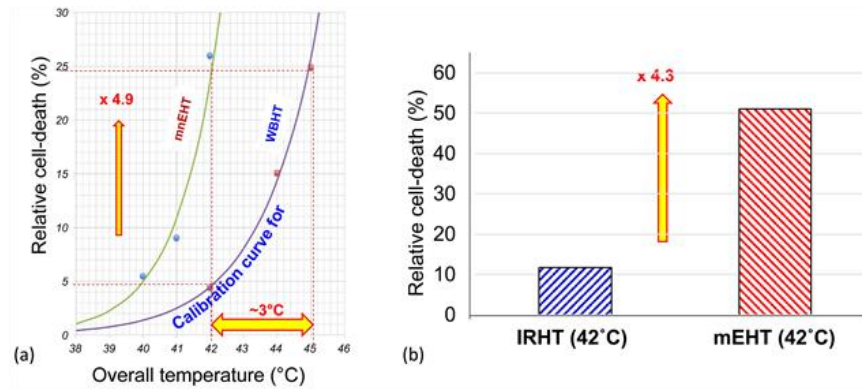 30
25
20
15
10
5
0
Relative cell-death (%)
x 4.9
mnEHT
WBHT
Calibration curve for
~3°C
38 39 40 41 42 43 44 45 46
(a)
Overall temperature (°C)
60
50
40
30
20
10
0
Relative cell-death (%)
x 4.3
IRHT (42˚C) mEHT (42˚C)
(b)